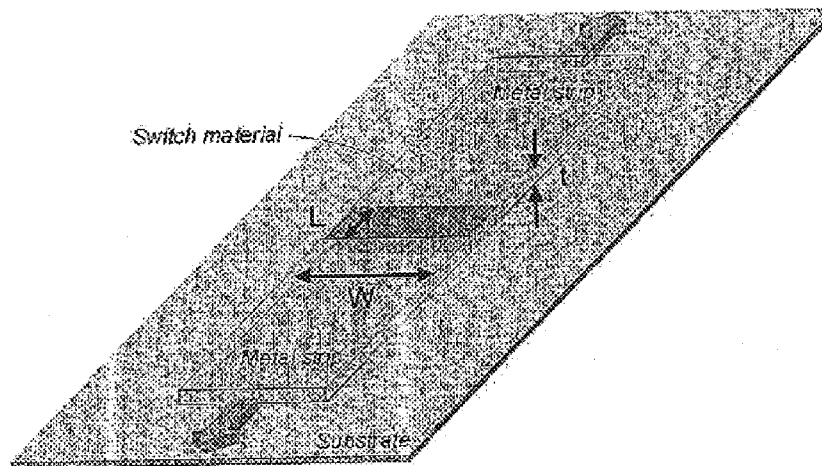 Metal strip
Switch material
t
L
W
Metal strip
Substrate